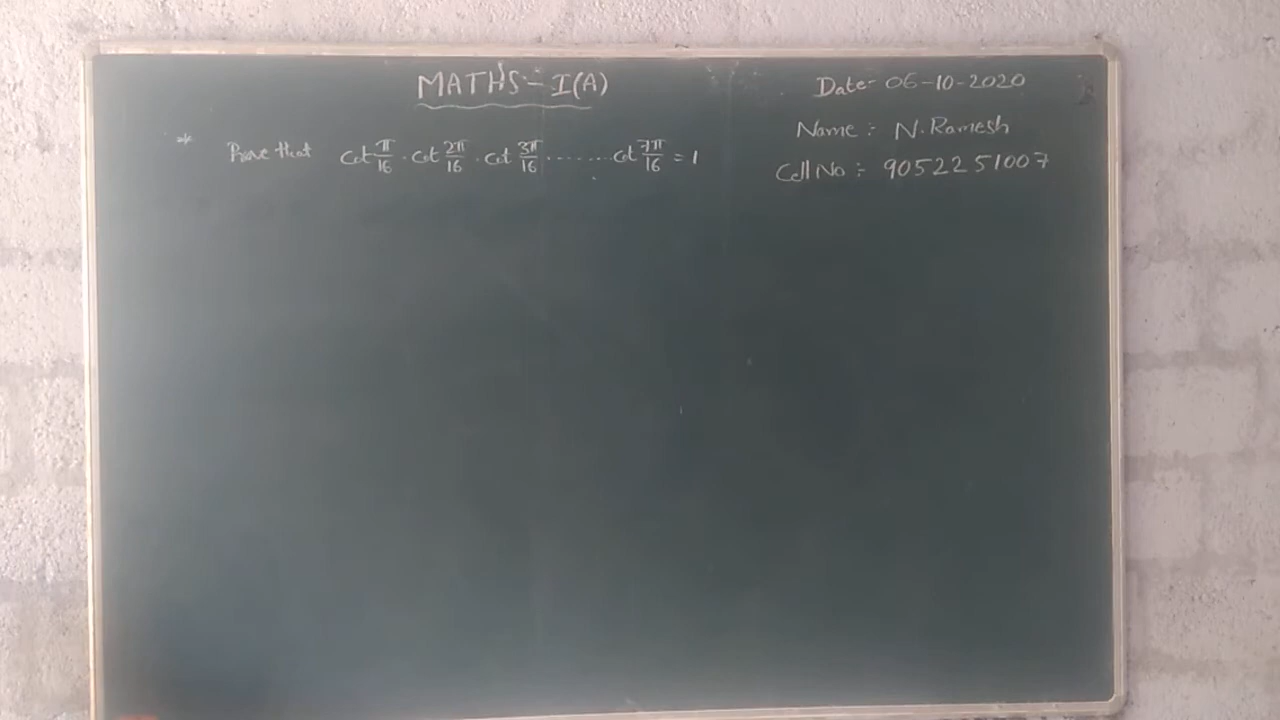 MATHS - I(A)
Date:- 06-10-2020
Name :- N. Ramesh
Cell No :- 9052251007
* Prove that cot π/16 . cot 2π/16 . cot 3π/16 ........ cot 7π/16 = 1